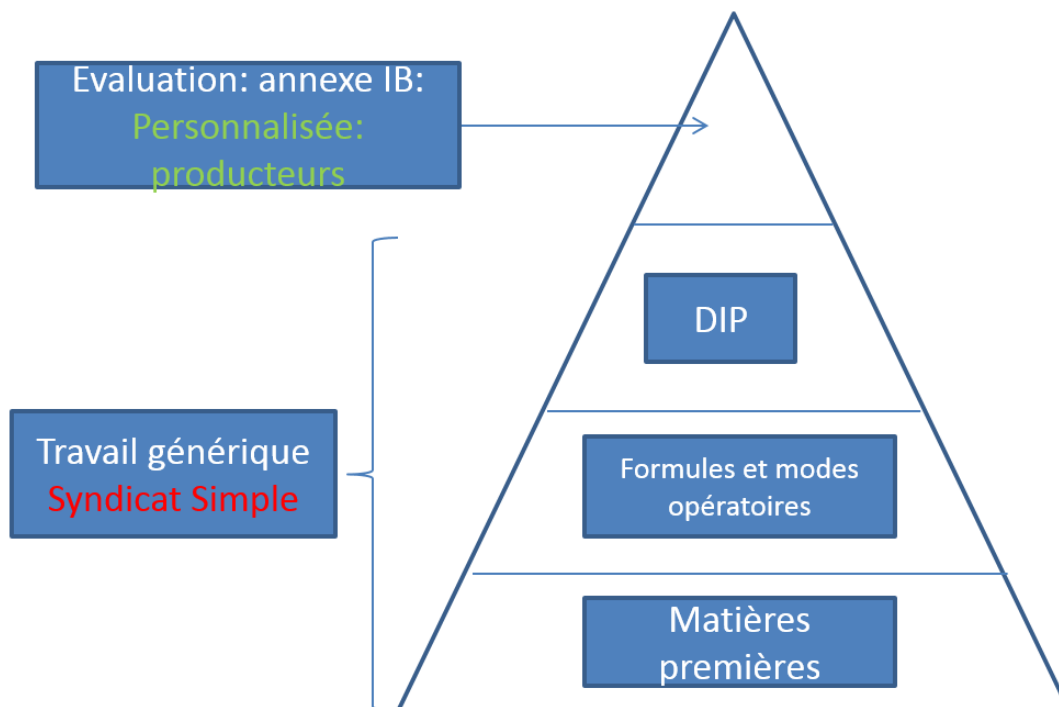 Evaluation: annexe IB:
Personnalisée:
producteurs
DIP
Travail générique
Syndicat Simple
Formules et modes
opératoires
Matières
premières